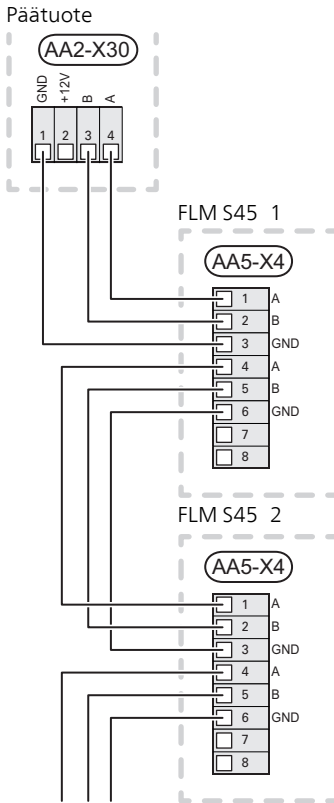 Päätuote
AA2-X30
GND +12V B A
1 2 3 4
FLM S45 1
AA5-X4
1 A
2 B
3 GND
4 A
5 B
6 GND
7
8
FLM S45 2
AA5-X4
1 A
2 B
3 GND
4 A
5 B
6 GND
7
8